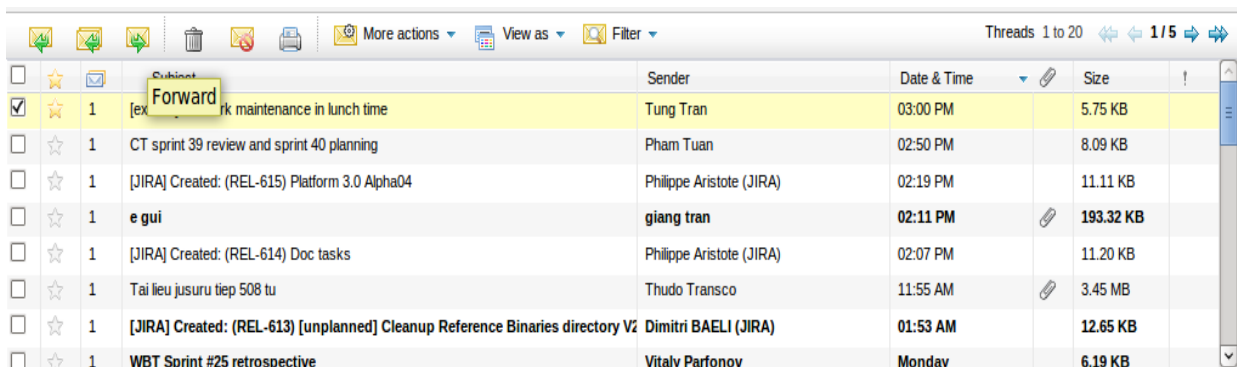 More actions View as Filter Threads 1 to 20 1 / 5
Subject Sender Date & Time Size !
Forward
[ex rk maintenance in lunch time Tung Tran 03:00 PM 5.75 KB
1 CT sprint 39 review and sprint 40 planning Pham Tuan 02:50 PM 8.09 KB
1 [JIRA] Created: (REL-615) Platform 3.0 Alpha04 Philippe Aristote (JIRA) 02:19 PM 11.11 KB
1 e gui giang tran 02:11 PM 193.32 KB
1 [JIRA] Created: (REL-614) Doc tasks Philippe Aristote (JIRA) 02:07 PM 11.20 KB
1 Tai lieu jusuru tiep 508 tu Thudo Transco 11:55 AM 3.45 MB
1 [JIRA] Created: (REL-613) [unplanned] Cleanup Reference Binaries directory V2 Dimitri BAELI (JIRA) 01:53 AM 12.65 KB
1 WBT Sprint #25 retrospective Vitaly Parfonov Monday 6.19 KB